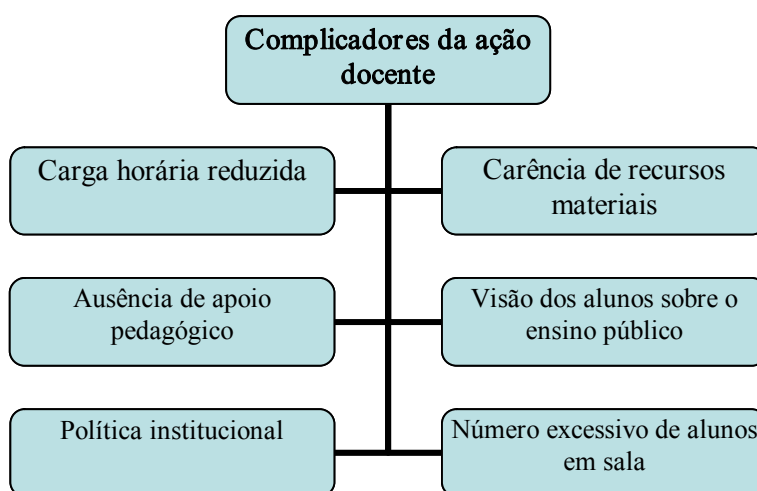 Complicadores da ação
docente
Carga horária reduzida
Carência de recursos
materiais
Ausência de apoio
pedagógico
Visão dos alunos sobre o
ensino público
Política institucional
Número excessivo de alunos
em sala